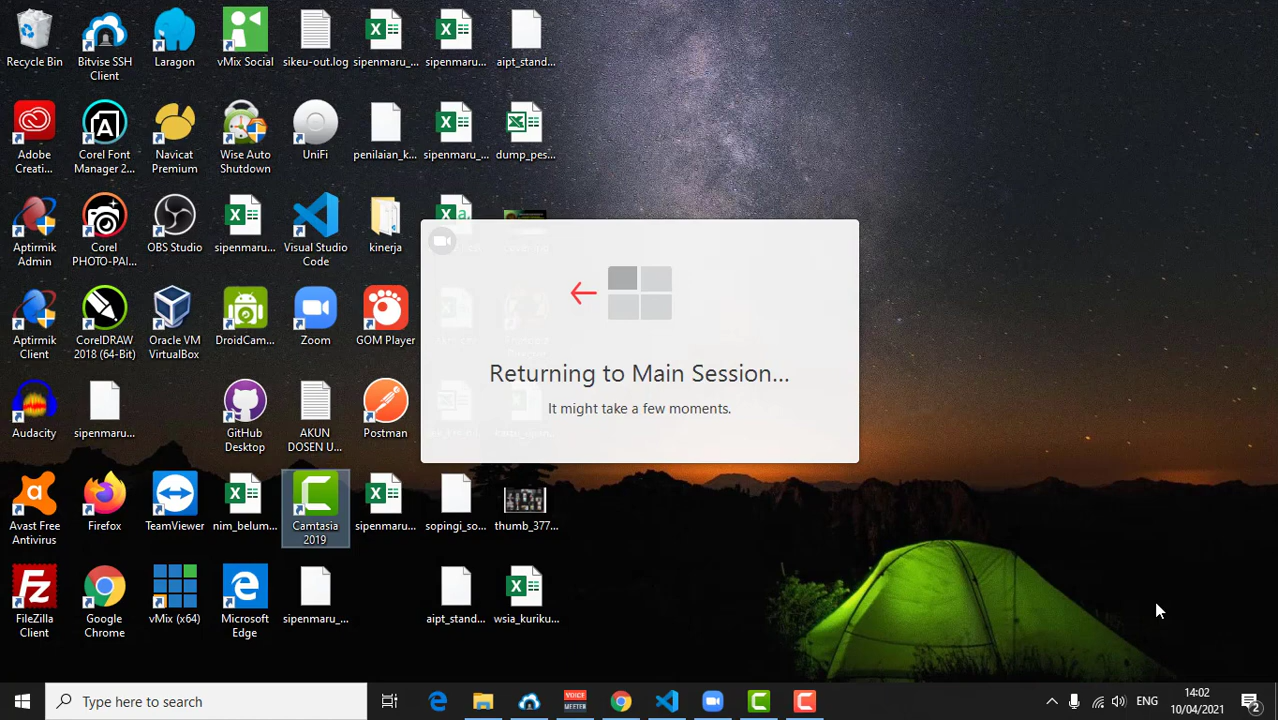 Recycle Bin
Bitvise SSH
Client
Laragon
vMix Social
sikeu-out.log
sipenmaru...
sipenmaru...
aipt_stand...
Adobe
Creati...
Corel Font
Manager 2...
Navicat
Premium
Wise Auto
Shutdown
UniFi
penilaian_k...
sipenmaru_...
dump_pes...
Aptirmik
Admin
Corel
PHOTO-PAI...
OBS Studio
sipenmaru...
Visual Studio
Code
kinerja
Aptirmik
Client
CorelDRAW
2018 (64-Bit)
Oracle VM
VirtualBox
DroidCam...
Zoom
GOM Player
Returning to Main Session...
It might take a few moments.
Audacity
sipenmaru...
GitHub
Desktop
AKUN
DOSEN U...
Postman
Avast Free
Antivirus
Firefox
TeamViewer
nim_belum...
Camtasia
2019
sipenmaru...
sopingi_so...
thumb_377...
FileZilla
Client
Google
Chrome
vMix (x64)
Microsoft
Edge
sipenmaru_...
aipt_stand...
wsia_kuriku...
Type here to search
VOICE
MEETER
ENG
14:02
10/04/2021
2